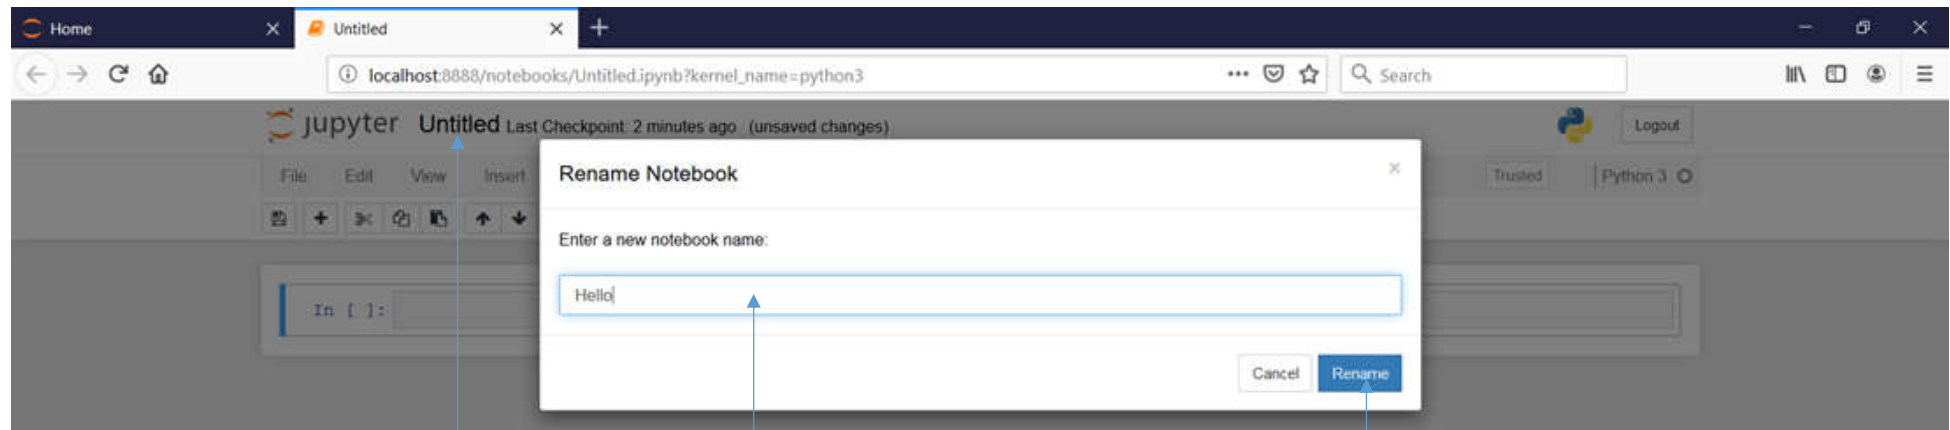 Home Untitled
localhost:8888/notebooks/Untitled.ipynb?kernel_name=python3 Search
jupyter Untitled Last Checkpoint: 2 minutes ago (unsaved changes) Logout
File Edit View Insert Trusted Python 3
Rename Notebook
Enter a new notebook name:
Hello
In [ ]:
Cancel Rename